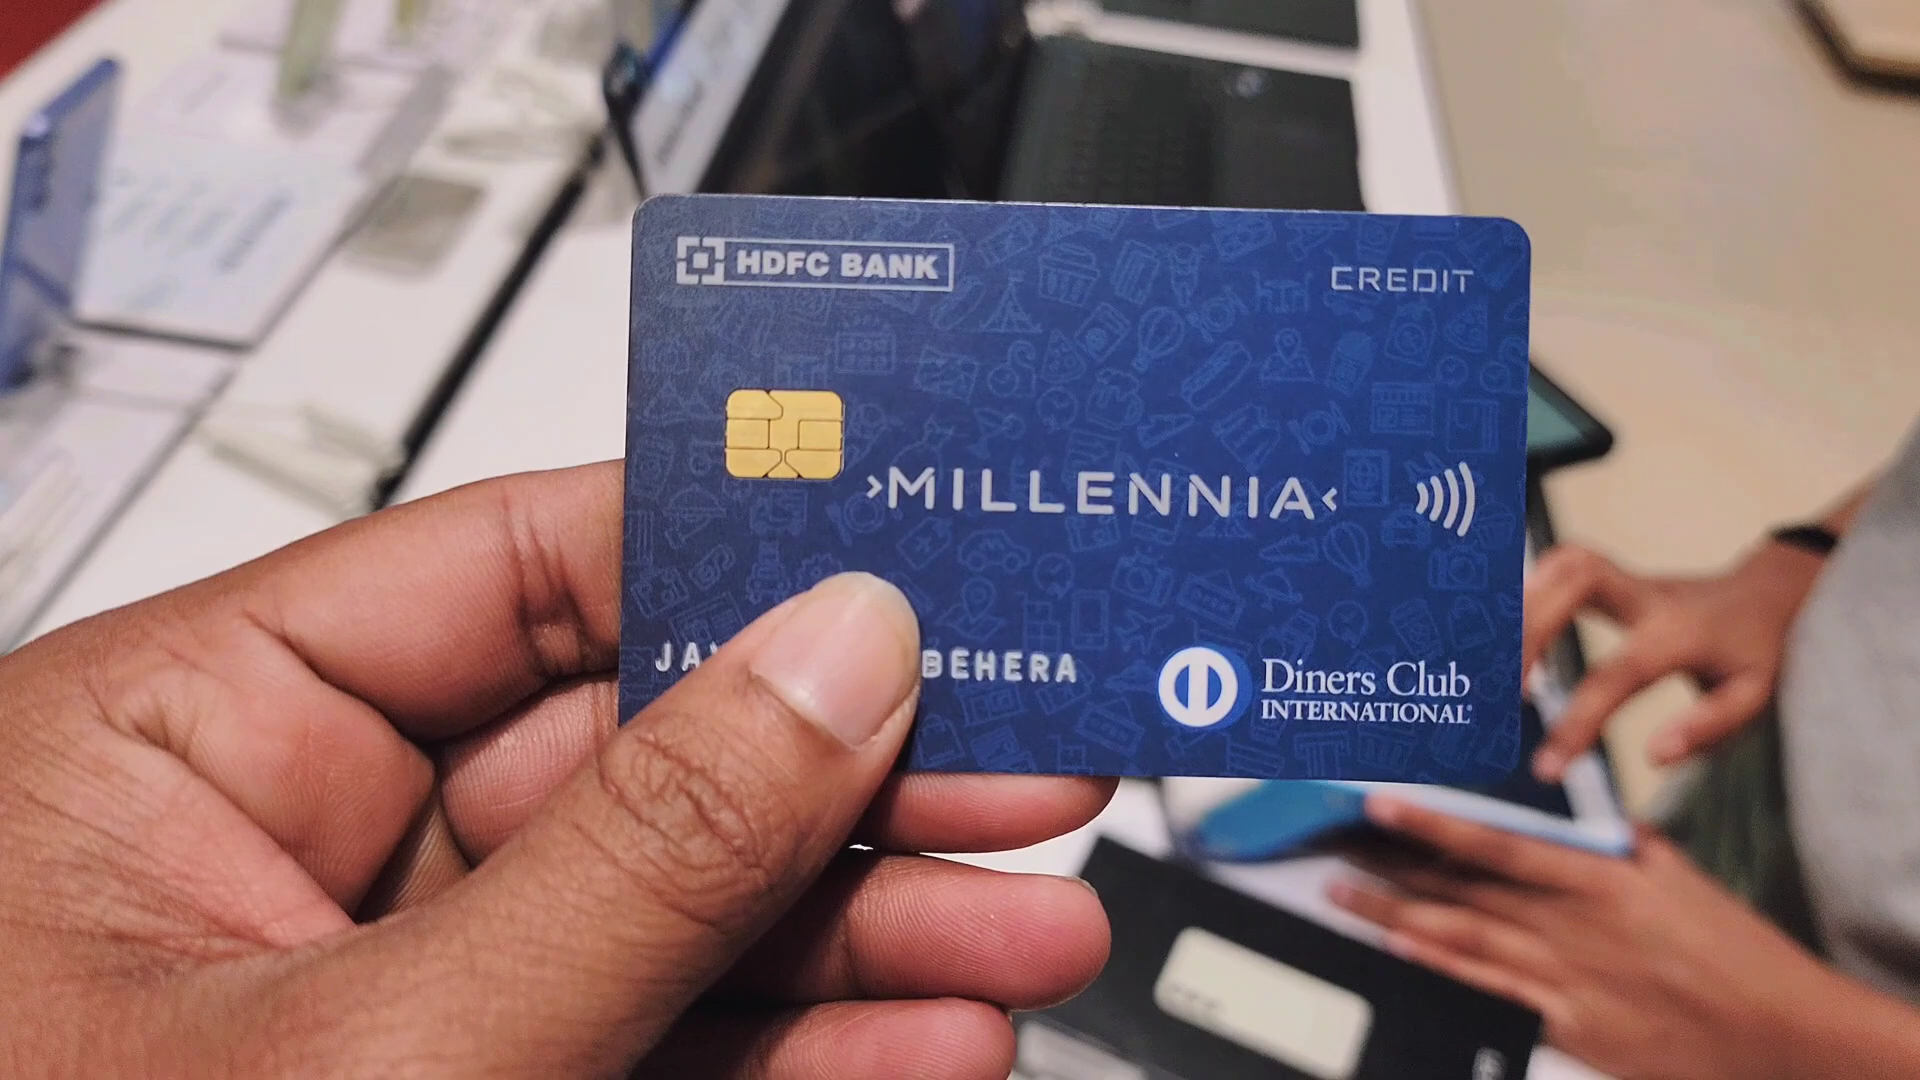 HDFC BANK
CREDIT
›MILLENNIA‹
BEHERA
Diners Club
INTERNATIONAL®